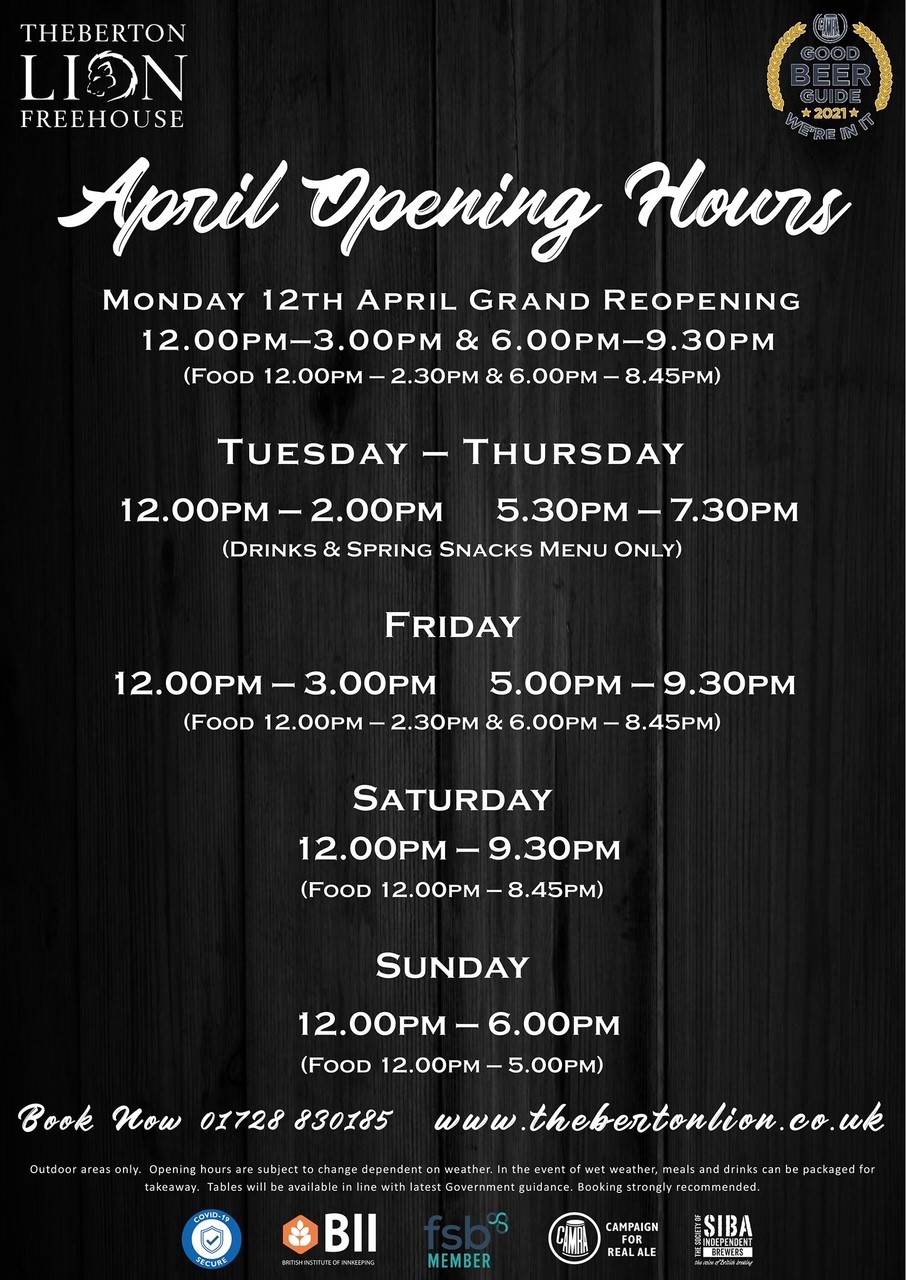 THEBERTON
LION
FREEHOUSE
CAMRA
GOOD
BEER
GUIDE
2021
WE'RE IN IT
April Opening Hours
MONDAY 12TH APRIL GRAND REOPENING
12.00PM–3.00PM & 6.00PM–9.30PM
(FOOD 12.00PM – 2.30PM & 6.00PM – 8.45PM)
TUESDAY – THURSDAY
12.00PM – 2.00PM 5.30PM – 7.30PM
(DRINKS & SPRING SNACKS MENU ONLY)
FRIDAY
12.00PM – 3.00PM 5.00PM – 9.30PM
(FOOD 12.00PM – 2.30PM & 6.00PM – 8.45PM)
SATURDAY
12.00PM – 9.30PM
(FOOD 12.00PM – 8.45PM)
SUNDAY
12.00PM – 6.00PM
(FOOD 12.00PM – 5.00PM)
Book Now 01728 830185 www.thebertonlion.co.uk
Outdoor areas only. Opening hours are subject to change dependent on weather. In the event of wet weather, meals and drinks can be packaged for
takeaway. Tables will be available in line with latest Government guidance. Booking strongly recommended.
COVID-19
SECURE
BII
BRITISH INSTITUTE OF INNKEEPING
fsb
MEMBER
CAMRA
CAMPAIGN
FOR
REAL ALE
THE SOCIETY OF
SIBA
INDEPENDENT
BREWERS
the voice of British brewing